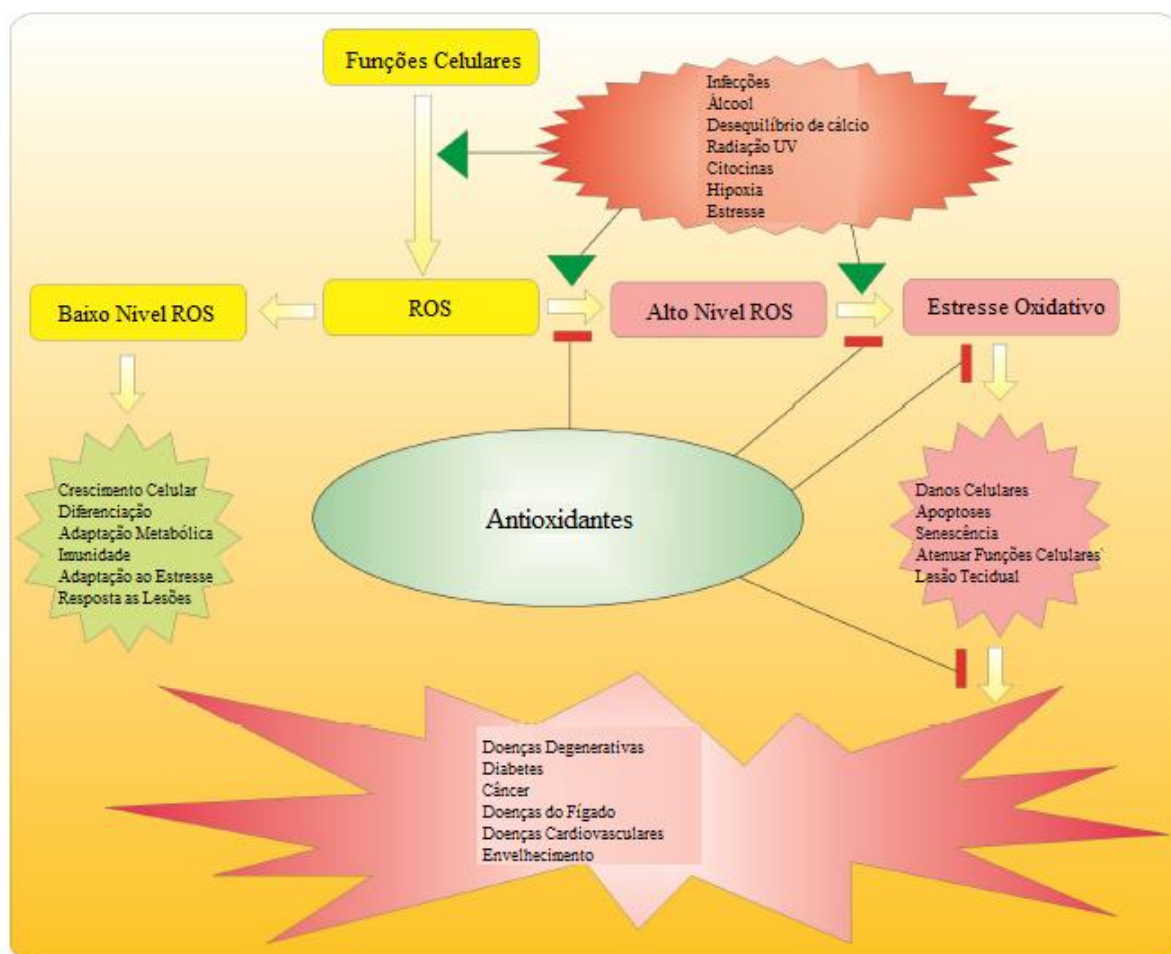 Funções Celulares
Infecções
Álcool
Desequilíbrio de cálcio
Radiação UV
Citocinas
Hipoxia
Estresse
Baixo Nivel ROS
ROS
Alto Nivel ROS
Estresse Oxidativo
Crescimento Celular
Diferenciação
Adaptação Metabólica
Imunidade
Adaptação ao Estresse
Resposta as Lesões
Antioxidantes
Danos Celulares
Apoptoses
Senescência
Atenuar Funções Celulares
Lesão Tecidual
Doenças Degenerativas
Diabetes
Câncer
Doenças do Fígado
Doenças Cardiovasculares
Envelhecimento